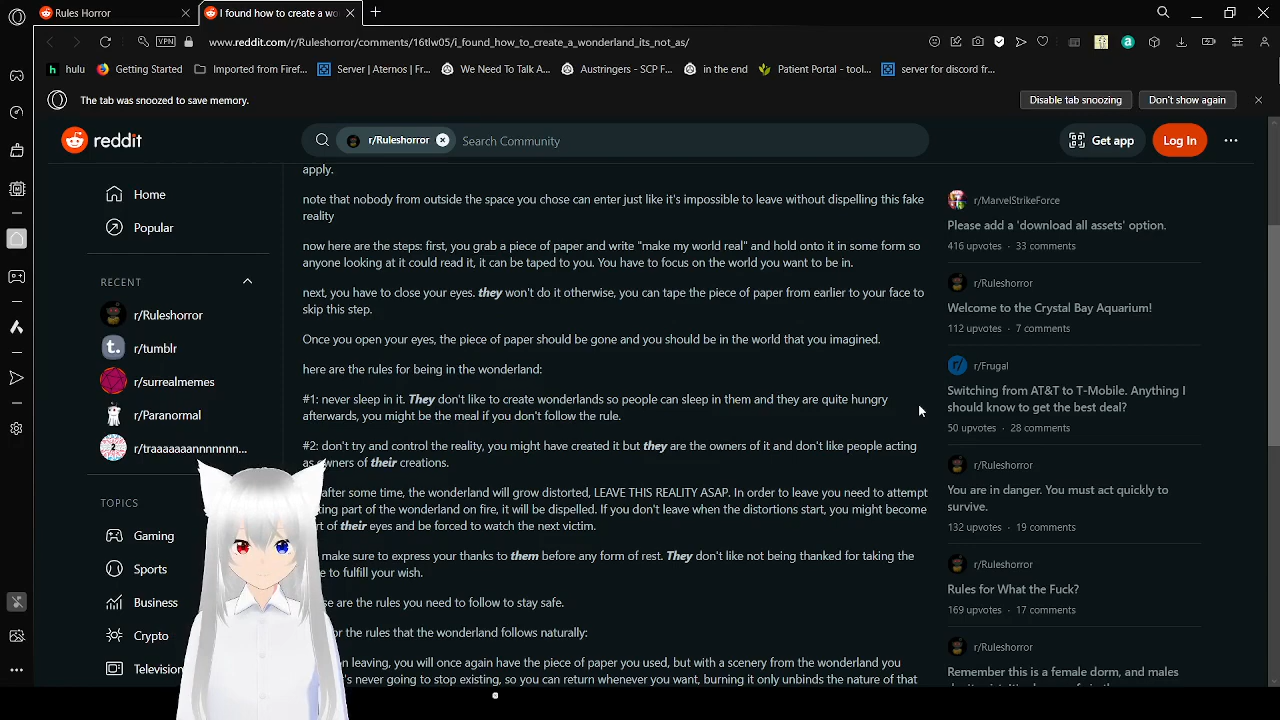 Rules Horror
I found how to create a wo
The tab was snoozed to save memory.
Disable tab snoozing
Don't show again
VPN
www.reddit.com/r/Ruleshorror/comments/16tlw05/i_found_how_to_create_a_wonderland_its_not_as/
hulu
Getting Started
Imported from Firef...
Server | Aternos | Fr...
We Need To Talk A...
Austringers - SCP F...
in the end
Patient Portal - tool...
server for discord fr...
reddit
r/Ruleshorror
Search Community
Get app
Log In
Home
Popular
RECENT
r/Ruleshorror
r/tumblr
r/surrealmemes
r/Paranormal
r/traaaaaaannnnnnn...
TOPICS
Gaming
Sports
Business
Crypto
Television
apply.
note that nobody from outside the space you chose can enter just like it's impossible to leave without dispelling this fake
reality
now here are the steps: first, you grab a piece of paper and write "make my world real" and hold onto it in some form so
anyone looking at it could read it, it can be taped to you. You have to focus on the world you want to be in.
next, you have to close your eyes. they won't do it otherwise, you can tape the piece of paper from earlier to your face to
skip this step.
Once you open your eyes, the piece of paper should be gone and you should be in the world that you imagined.
here are the rules for being in the wonderland:
#1: never sleep in it. They don't like to create wonderlands so people can sleep in them and they are quite hungry
afterwards, you might be the meal if you don't follow the rule.
#2: don't try and control the reality, you might have created it but they are the owners of it and don't like people acting
as owners of their creations.
after some time, the wonderland will grow distorted, LEAVE THIS REALITY ASAP. In order to leave you need to attempt
part of the wonderland on fire, it will be dispelled. If you don't leave when the distortions start, you might become
of their eyes and be forced to watch the next victim.
make sure to express your thanks to them before any form of rest. They don't like not being thanked for taking the
to fulfill your wish.
are the rules you need to follow to stay safe.
the rules that the wonderland follows naturally:
leaving, you will once again have the piece of paper you used, but with a scenery from the wonderland you
never going to stop existing, so you can return whenever you want, burning it only unbinds the nature of that
r/MarvelStrikeForce
Please add a 'download all assets' option.
416 upvotes · 33 comments
r/Ruleshorror
Welcome to the Crystal Bay Aquarium!
112 upvotes · 7 comments
r/Frugal
Switching from AT&T to T-Mobile. Anything I
should know to get the best deal?
50 upvotes · 28 comments
r/Ruleshorror
You are in danger. You must act quickly to
survive.
132 upvotes · 19 comments
r/Ruleshorror
Rules for What the Fuck?
169 upvotes · 17 comments
r/Ruleshorror
Remember this is a female dorm, and males